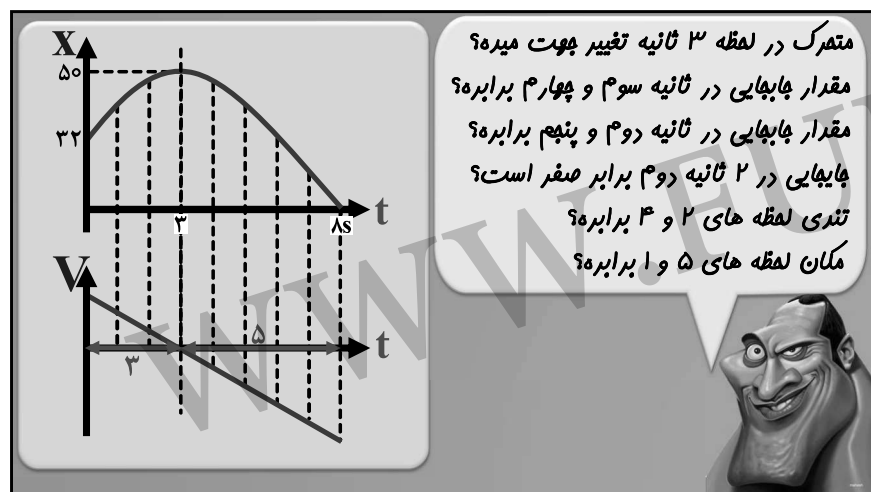 متحرک در لحظه ۳ ثانیه تغییر جهت میده؟
مقدار جابجایی در ثانیه سوم و چهارم برابره؟
مقدار جابجایی در ثانیه دوم و پنجم برابره؟
جابجایی در ۲ ثانیه دوم برابر صفر است؟
تندی لحظه های ۲ و ۴ برابره؟
مکان لحظه های ۵ و ۱ برابره؟
X
۵۰
۳۲
۳
۸s
t
V
۳
۵
t
WWW.FU